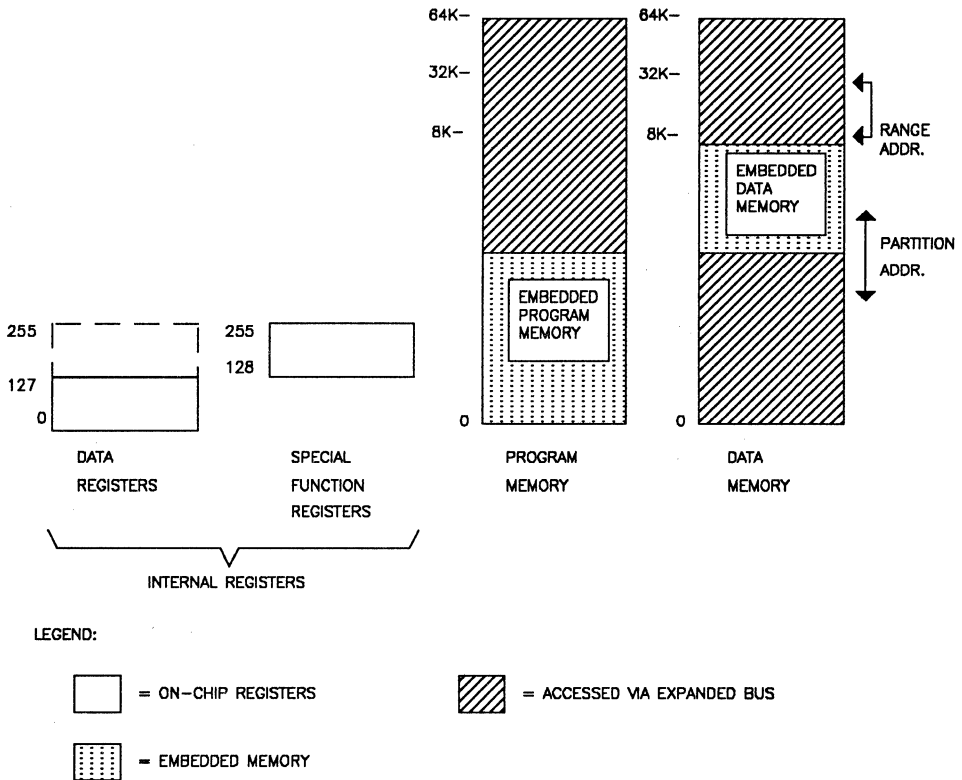 64K–
32K–
8K–
0
EMBEDDED
PROGRAM
MEMORY
PROGRAM
MEMORY
64K–
32K–
8K–
0
EMBEDDED
DATA
MEMORY
DATA
MEMORY
RANGE
ADDR.
PARTITION
ADDR.
255
127
0
DATA
REGISTERS
255
128
SPECIAL
FUNCTION
REGISTERS
INTERNAL REGISTERS
LEGEND:
= ON–CHIP REGISTERS
= ACCESSED VIA EXPANDED BUS
= EMBEDDED MEMORY